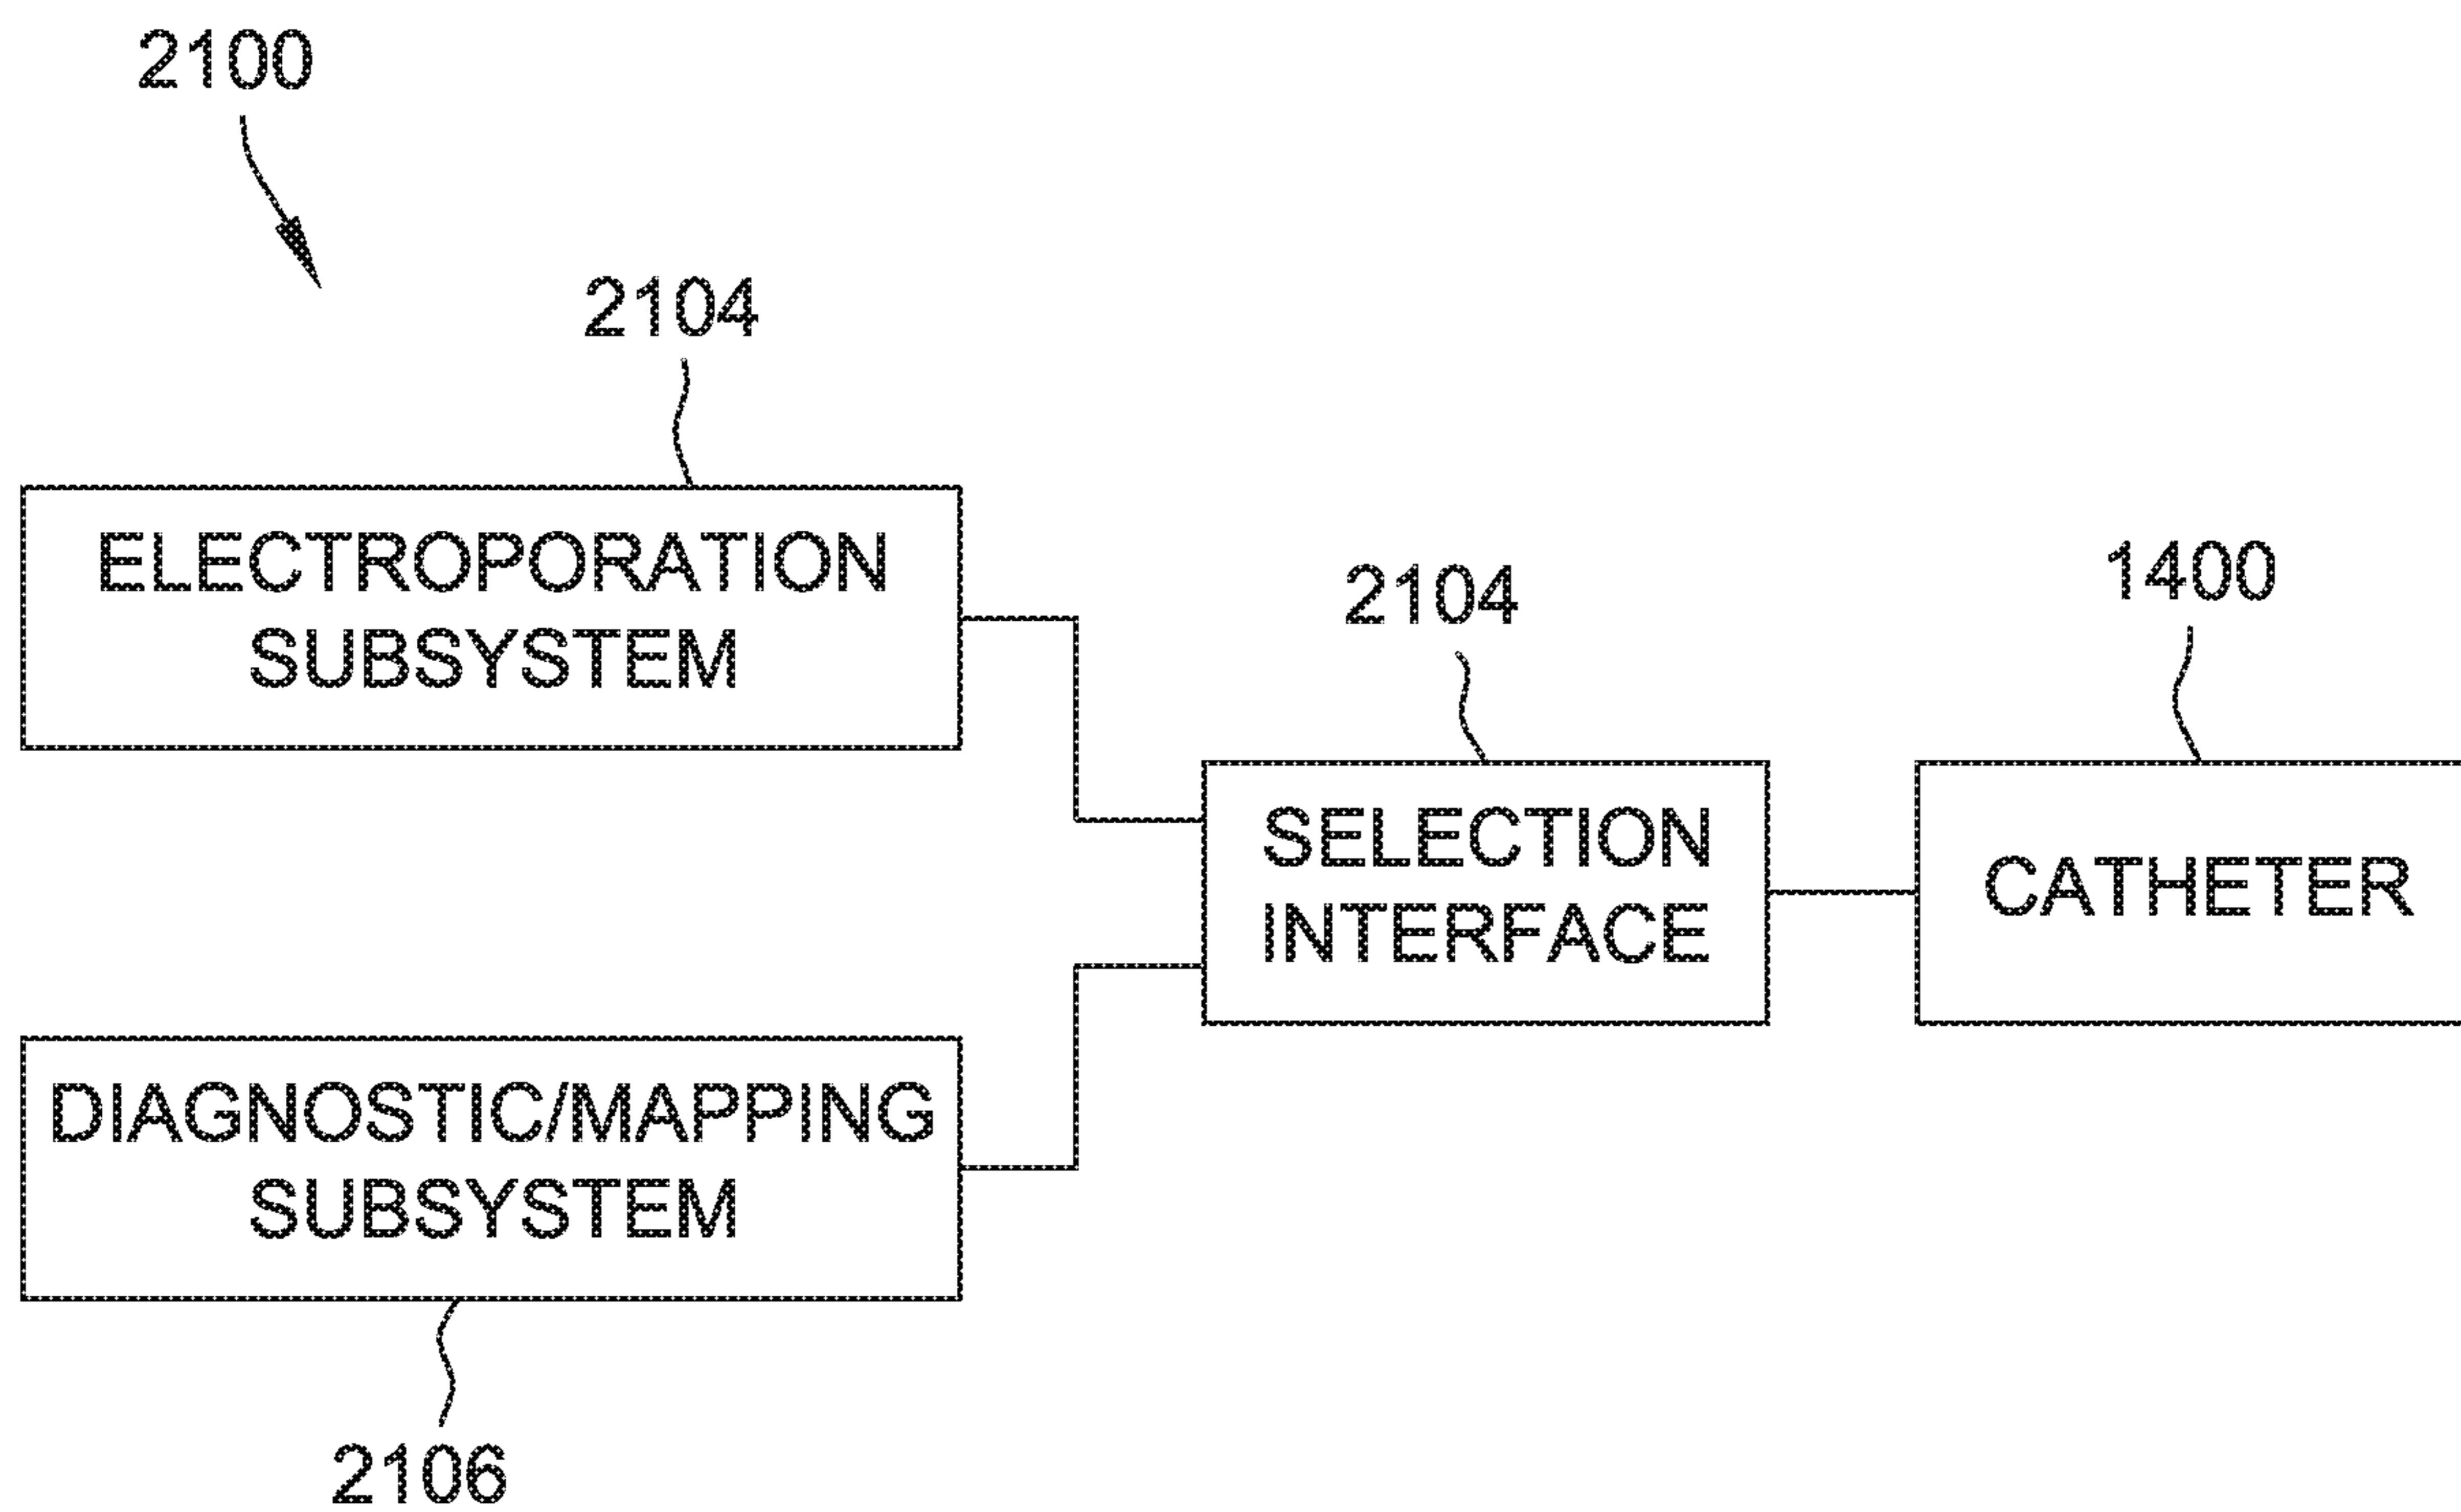 2100
2104
ELECTROPORATION
SUBSYSTEM
2104
1400
SELECTION
INTERFACE
CATHETER
DIAGNOSTIC/MAPPING
SUBSYSTEM
2106